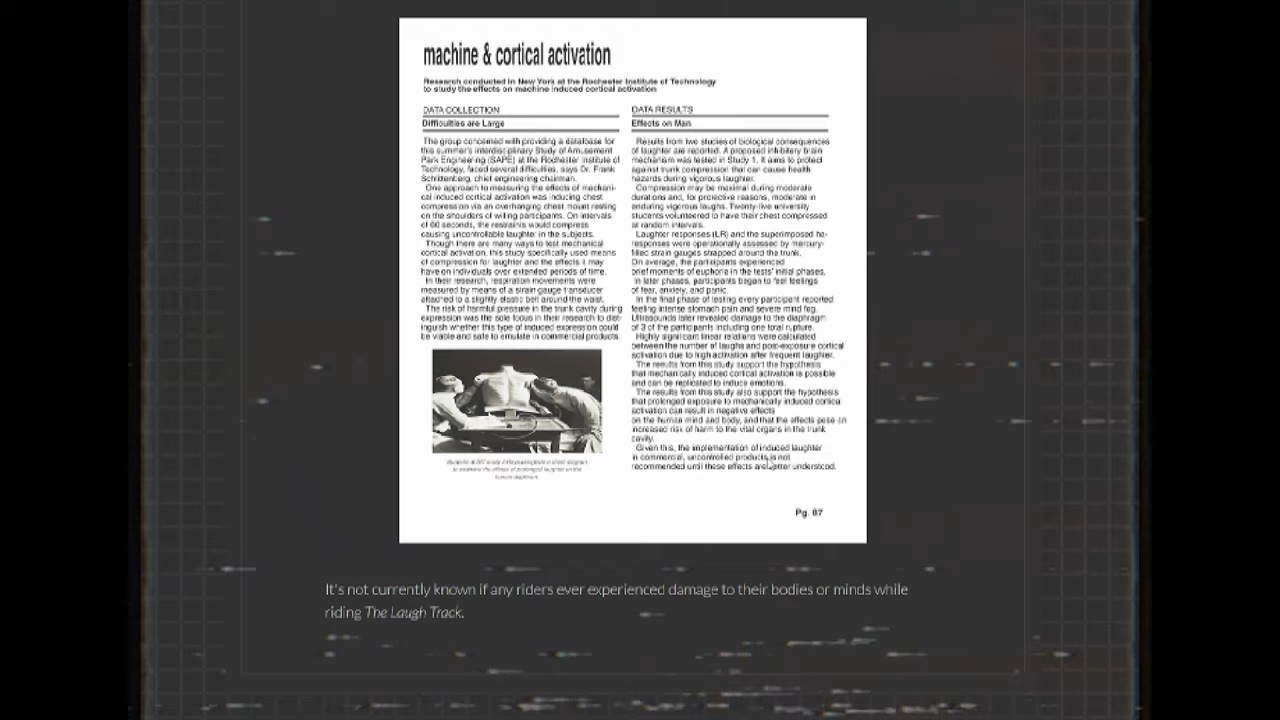 machine & cortical activation
Research conducted in New York at the Rochester Institute of Technology
to study the effects on machine induced cortical activation
DATA COLLECTION
Difficulties are Large
The group concerned with providing a database for
this summer's interdisciplinary Study of Amusement
Park Engineering (SAPE) at the Rochester Institute of
Technology, faced several difficulties, says Dr. Frank
chief engineering chairman.
One approach to measuring the effects of mechani-
cal induced cortical activation was inducing chest
compression via an overhanging chest mount resting
on the shoulders of willing participants. On intervals
of 60 seconds, the restraints would compress
causing uncontrollable laughter in the subjects.
Though there are many ways to test mechanical
cortical activation, this study specifically used means
of compression for laughter and the effects it may
have on individuals over extended periods of time.
In their research, respiration movements were
measured by means of a strain gauge transducer
attached to a slightly elastic belt around the waist.
The risk of harmful pressure in the trunk cavity during
expression was the sole focus in their research to dist-
inguish whether this type of induced expression could
be viable and safe to emulate in commercial products.
to examine the effects of prolonged laughter on the
human diaphragm.
DATA RESULTS
Effects on Man
Results from two studies of biological consequences
of laughter are reported. A proposed inhibitory brain
mechanism was tested in Study 1. It aims to protect
against trunk compression that can cause health
hazards during vigorous laughter.
Compression may be maximal during moderate
durations and, for protective reasons, moderate in
enduring vigorous laughs. Twenty-five university
students volunteered to have their chest compressed
at random intervals.
Laughter responses (LR) and the superimposed ha-
responses were operationally assessed by mercury-
filled strain gauges strapped around the trunk.
On average, the participants experienced
brief moments of euphoria in the tests' initial phases.
In later phases, participants began to feel feelings
of fear, anxiety, and panic.
In the final phase of testing every participant reported
feeling intense stomach pain and severe mind fog.
Ultrasounds later revealed damage to the diaphragm
of 3 of the participants including one total rupture.
Highly significant linear relations were calculated
between the number of laughs and post-exposure cortical
activation due to high activation after frequent laughter.
The results from this study support the hypothesis
that mechanically induced cortical activation is possible
and can be replicated to induce emotions.
The results from this study also support the hypothesis
that prolonged exposure to mechanically induced cortical
activation can result in negative effects
on the human mind and body, and that the effects pose an
increased risk of harm to the vital organs in the trunk
cavity.
Given this, the implementation of induced laughter
in commercial, uncontrolled products is not
recommended until these effects are better understood.
Pg. 87
It's not currently known if any riders ever experienced damage to their bodies or minds while
riding The Laugh Track.